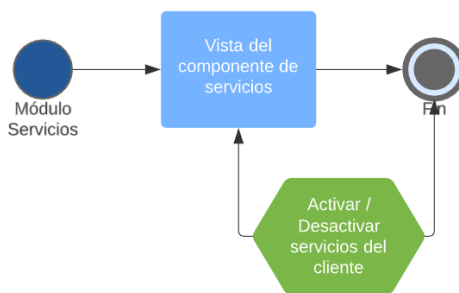 Vista del
componente de
servicios
Módulo
Servicios
Fin
Activar /
Desactivar
servicios del
cliente